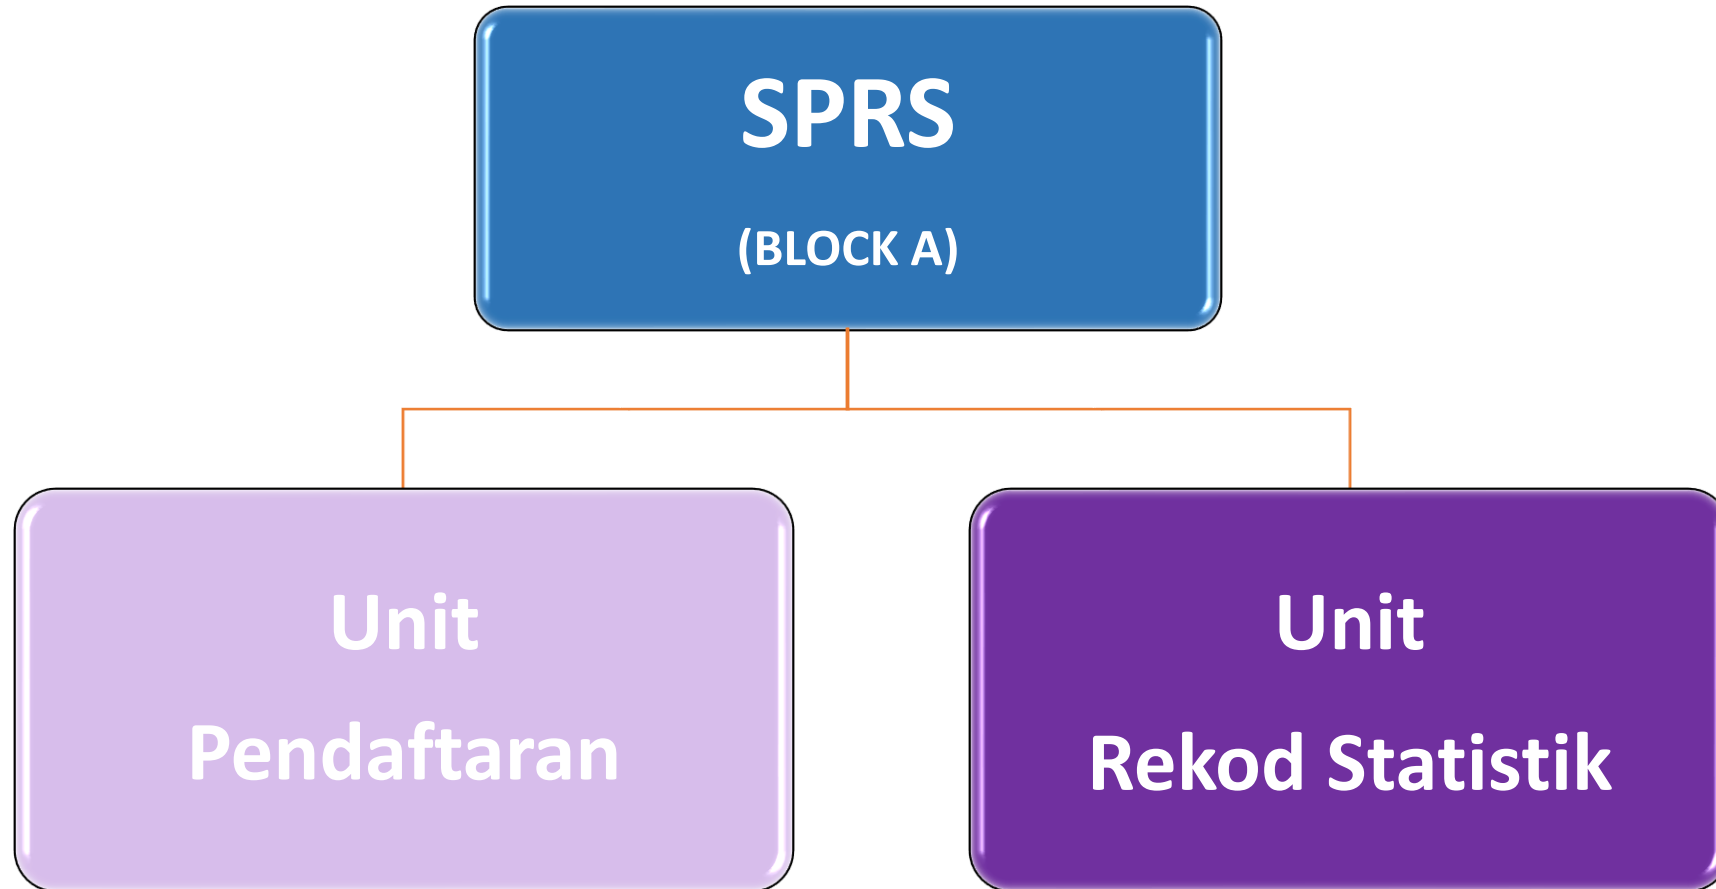 SPRS
(BLOCK A)
Unit
Pendaftaran
Unit
Rekod Statistik